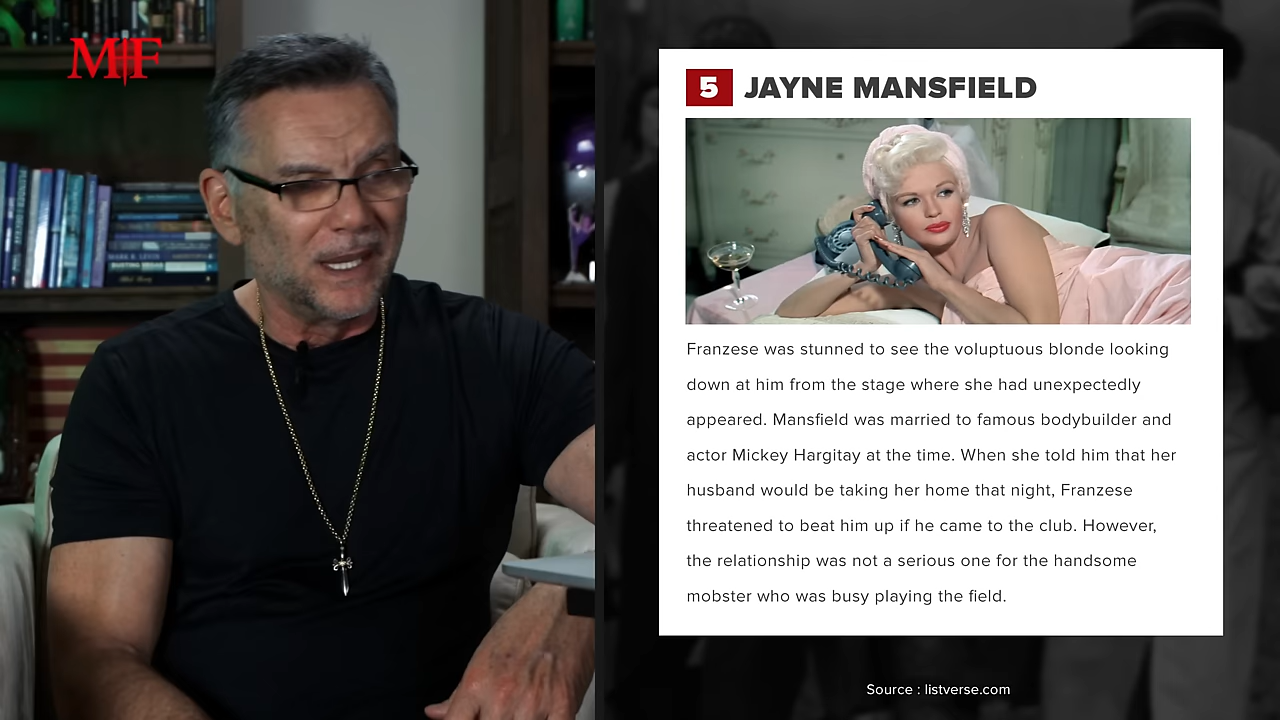 M F
5 JAYNE MANSFIELD
Franzese was stunned to see the voluptuous blonde looking
down at him from the stage where she had unexpectedly
appeared. Mansfield was married to famous bodybuilder and
actor Mickey Hargitay at the time. When she told him that her
husband would be taking her home that night, Franzese
threatened to beat him up if he came to the club. However,
the relationship was not a serious one for the handsome
mobster who was busy playing the field.
Source : listverse.com